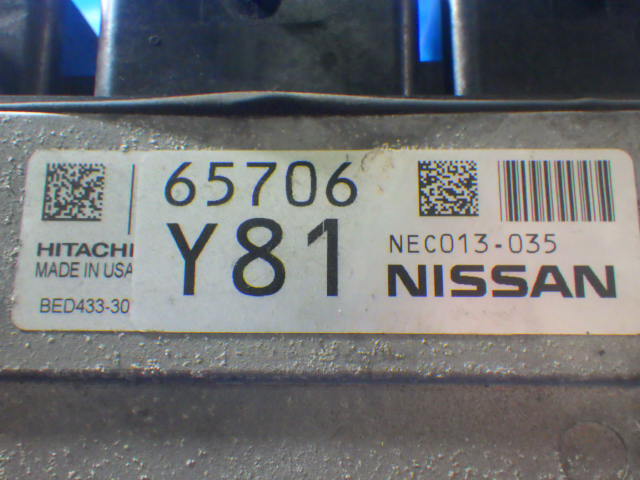 65706
Y81
HITACHI
MADE IN USA
BED433-30
NEC013-035
NISSAN